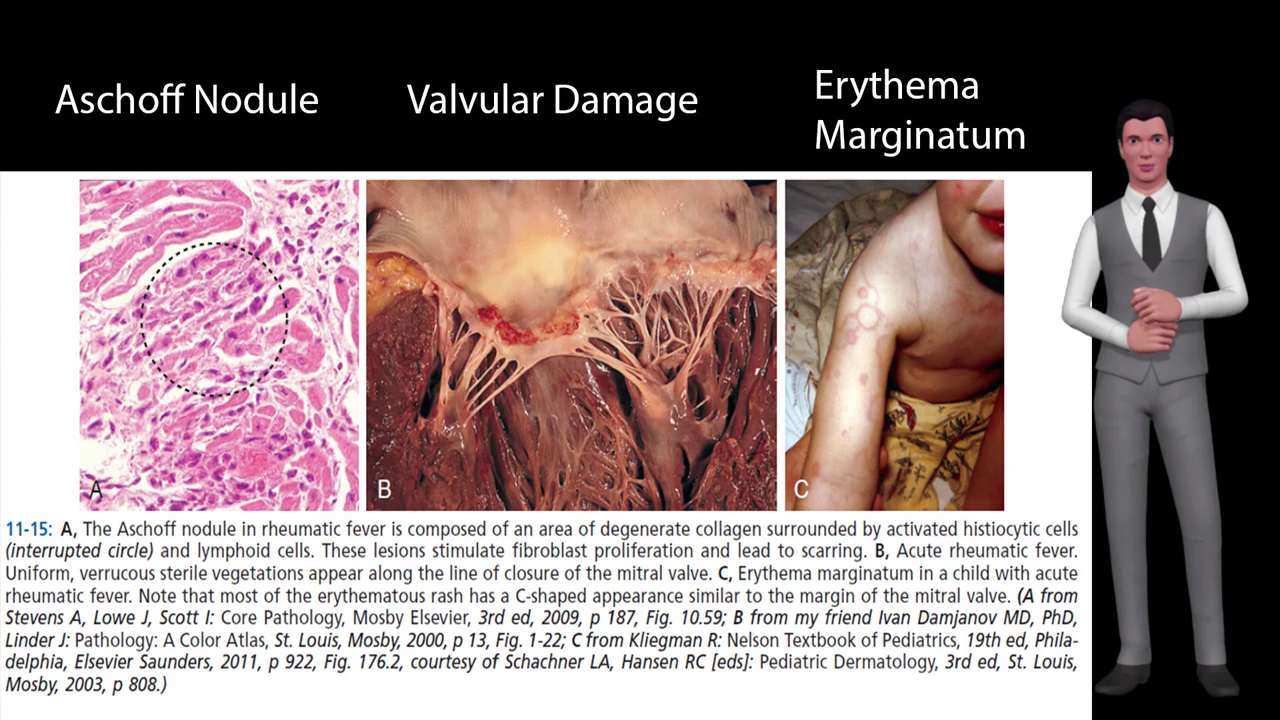 Aschoff Nodule
Valvular Damage
Erythema
Marginatum
A
B
C
11-15: A, The Aschoff nodule in rheumatic fever is composed of an area of degenerate collagen surrounded by activated histiocytic cells
(interrupted circle) and lymphoid cells. These lesions stimulate fibroblast proliferation and lead to scarring. B, Acute rheumatic fever.
Uniform, verrucous sterile vegetations appear along the line of closure of the mitral valve. C, Erythema marginatum in a child with acute
rheumatic fever. Note that most of the erythematous rash has a C-shaped appearance similar to the margin of the mitral valve. (A from
Stevens A, Lowe J, Scott I: Core Pathology, Mosby Elsevier, 3rd ed, 2009, p 187, Fig. 10.59; B from my friend Ivan Damjanov MD, PhD,
Linder J: Pathology: A Color Atlas, St. Louis, Mosby, 2000, p 13, Fig. 1-22; C from Kliegman R: Nelson Textbook of Pediatrics, 19th ed, Phila-
delphia, Elsevier Saunders, 2011, p 922, Fig. 176.2, courtesy of Schachner LA, Hansen RC [eds]: Pediatric Dermatology, 3rd ed, St. Louis,
Mosby, 2003, p 808.)